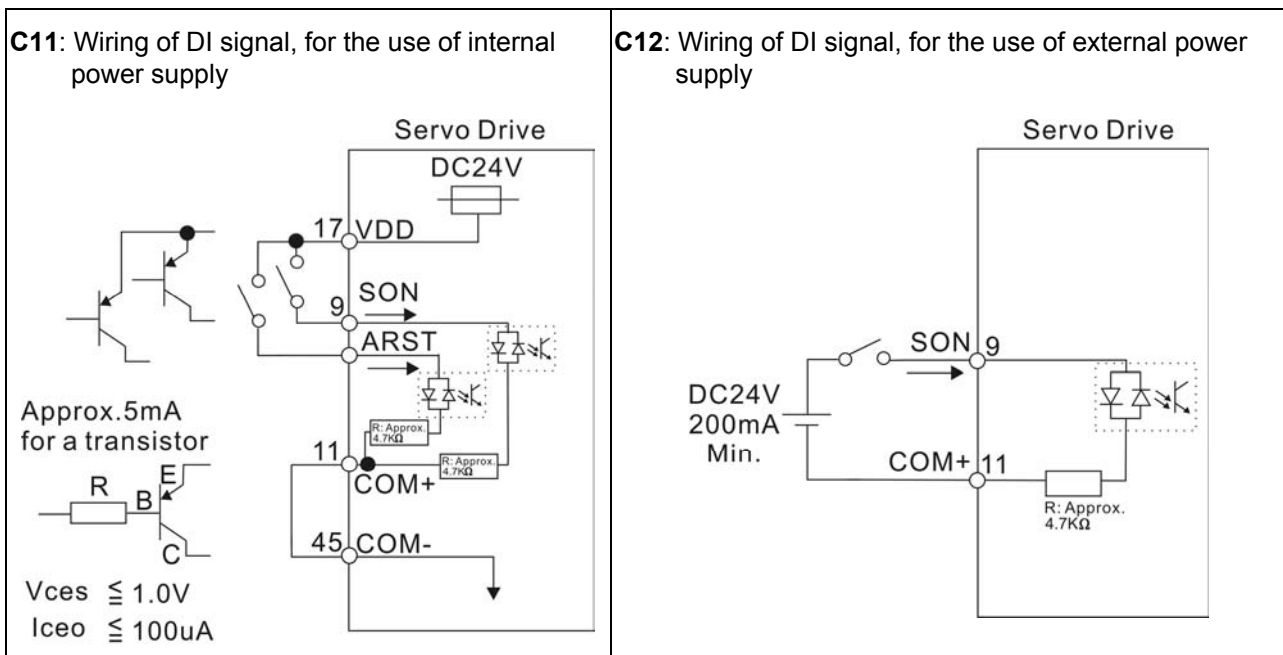 C11: Wiring of DI signal, for the use of internal
power supply
Servo Drive
DC24V
17 VDD
SON
9
ARST
Approx.5mA
for a transistor
R: Approx.
4.7KΩ
11
R: Approx.
4.7KΩ
COM+
E
R
B
C
45 COM-
Vces ≦ 1.0V
Iceo ≦ 100uA
C12: Wiring of DI signal, for the use of external power
supply
Servo Drive
SON 9
DC24V
200mA
Min.
COM+ 11
R: Approx.
4.7KΩ